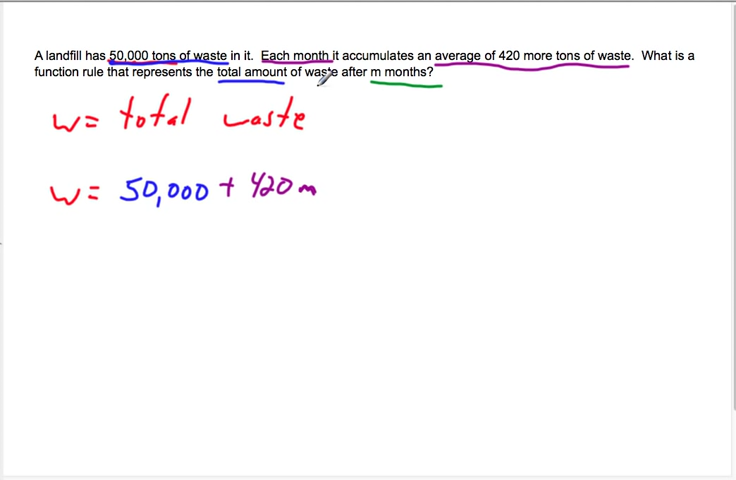 A landfill has 50,000 tons of waste in it. Each month it accumulates an average of 420 more tons of waste. What is a
function rule that represents the total amount of waste after m months?
w = total waste
w = 50,000 + 420 m